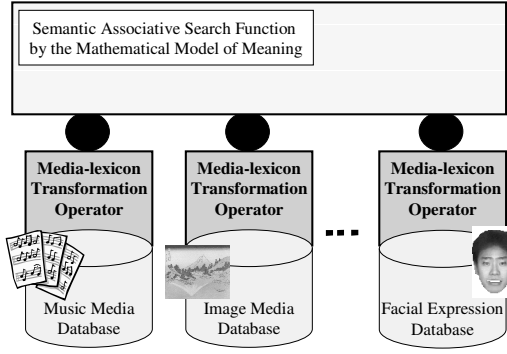 Semantic Associative Search Function
by the Mathematical Model of Meaning
Media-lexicon
Transformation
Operator
Media-lexicon
Transformation
Operator
Media-lexicon
Transformation
Operator
Music Media
Database
Image Media
Database
Facial Expression
Database